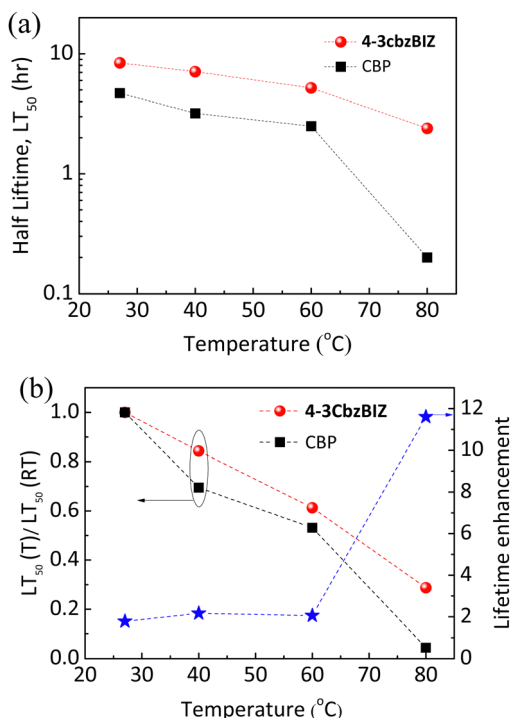 (a)
10
1
0.1
Half Liftime, LT₅₀ (hr)
4-3cbzBIZ
CBP
20 30 40 50 60 70 80
Temperature (°C)
(b)
1.0
0.8
0.6
0.4
0.2
0.0
LT₅₀ (T)/ LT₅₀ (RT)
4-3CbzBIZ
CBP
12
10
8
6
4
2
0
Lifetime enhancement
20 30 40 50 60 70 80
Temperature (°C)